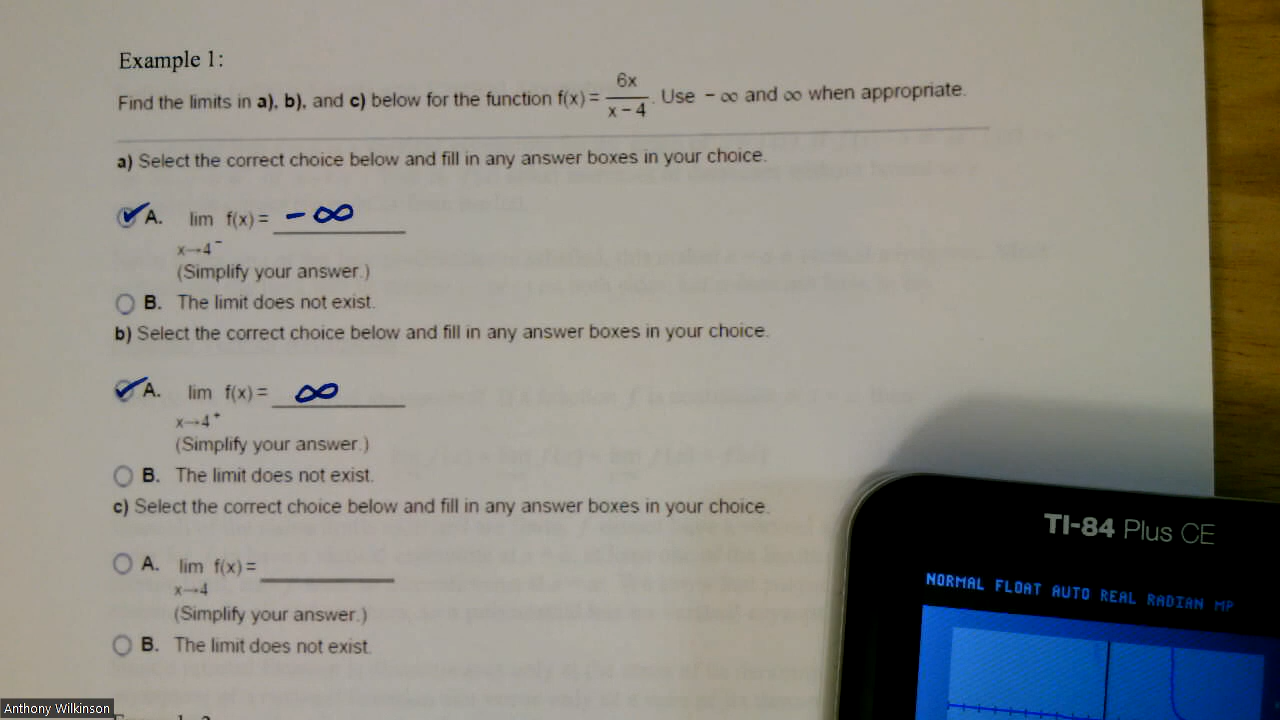 Example 1:
Find the limits in a), b), and c) below for the function f(x) = 6x / x − 4. Use − ∞ and ∞ when appropriate.
a) Select the correct choice below and fill in any answer boxes in your choice.
A. lim f(x) = − ∞
x→4⁻
(Simplify your answer.)
B. The limit does not exist.
b) Select the correct choice below and fill in any answer boxes in your choice.
A. lim f(x) = ∞
x→4⁺
(Simplify your answer.)
B. The limit does not exist.
c) Select the correct choice below and fill in any answer boxes in your choice.
A. lim f(x) =
x→4
(Simplify your answer.)
B. The limit does not exist.
TI-84 Plus CE
NORMAL FLOAT AUTO REAL RADIAN MP
Anthony Wilkinson